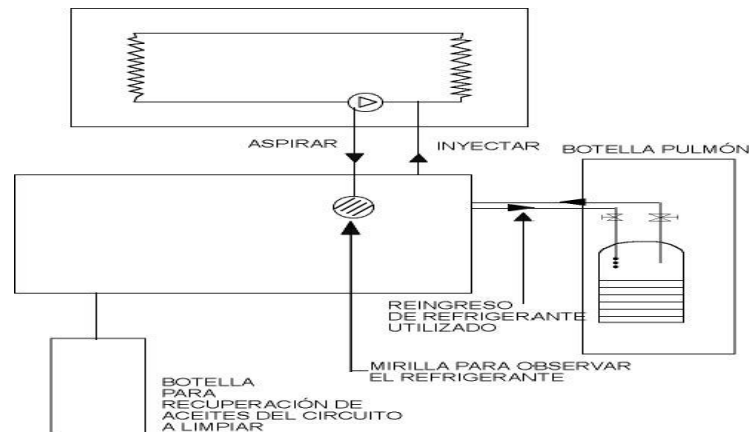 ASPIRAR
INYECTAR
BOTELLA PULMÓN
REINGRESO
DE REFRIGERANTE
UTILIZADO
MIRILLA PARA OBSERVAR
EL REFRIGERANTE
BOTELLA
PARA
RECUPERACIÓN DE
ACEITES DEL CIRCUITO
A LIMPIAR